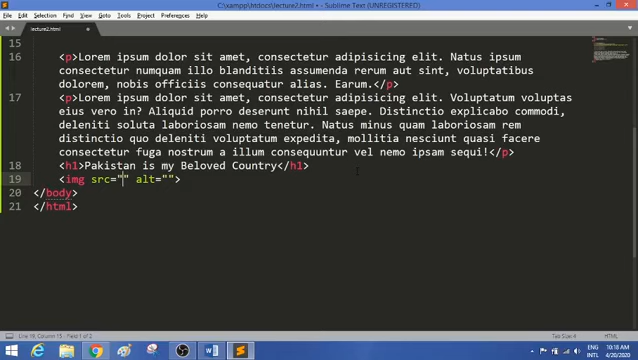 C:\xampp\htdocs\lecture2.html • - Sublime Text (UNREGISTERED)
File Edit Selection Find View Goto Tools Project Preferences Help
lecture2.html
15
16 <p>Lorem ipsum dolor sit amet, consectetur adipisicing elit. Natus ipsum
consectetur numquam illo blanditiis assumenda rerum aut sint, voluptatibus
dolorem, nobis officiis consequatur alias. Earum.</p>
17 <p>Lorem ipsum dolor sit amet, consectetur adipisicing elit. Voluptatum voluptas
eius vero in? Aliquid porro deserunt nihil saepe. Distinctio explicabo commodi,
deleniti soluta laboriosam nemo tenetur. Natus minus quam laboriosam rem
distinctio quo deleniti voluptatum expedita, mollitia nesciunt quasi facere
consectetur fuga nostrum a illum consequuntur vel nemo ipsam sequi!</p>
18 <h1>Pakistan is my Beloved Country</h1>
19 <img src="" alt="">
20 </body>
21 </html>
Line 19, Column 15 - Field 1 of 2
Tab Size: 4 HTML
ENG 10:18 AM
INTL 4/20/2020